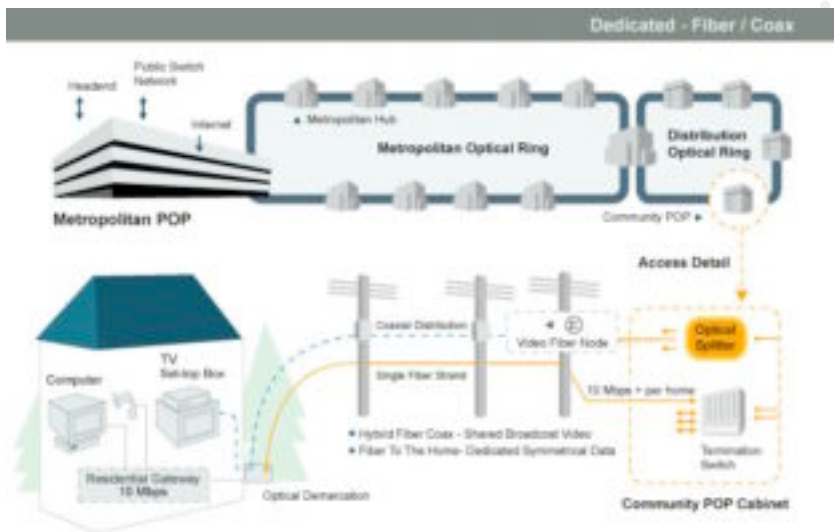 Dedicated - Fiber / Coax
Public Switch
Network
Headend
Internet
Metropolitan Hub
Metropolitan Optical Ring
Distribution
Optical Ring
Metropolitan POP
Community POP
Access Detail
Coaxial Distribution
Video Fiber Node
Optical
Splitter
TV
Set-top Box
Computer
Single Fiber Strand
10 Mbps + per home
Hybrid Fiber Coax - Shared Broadcast Video
Fiber To The Home- Dedicated Symmetrical Data
Termination
Switch
Residential Gateway
10 Mbps
Optical Demarcation
Community POP Cabinet